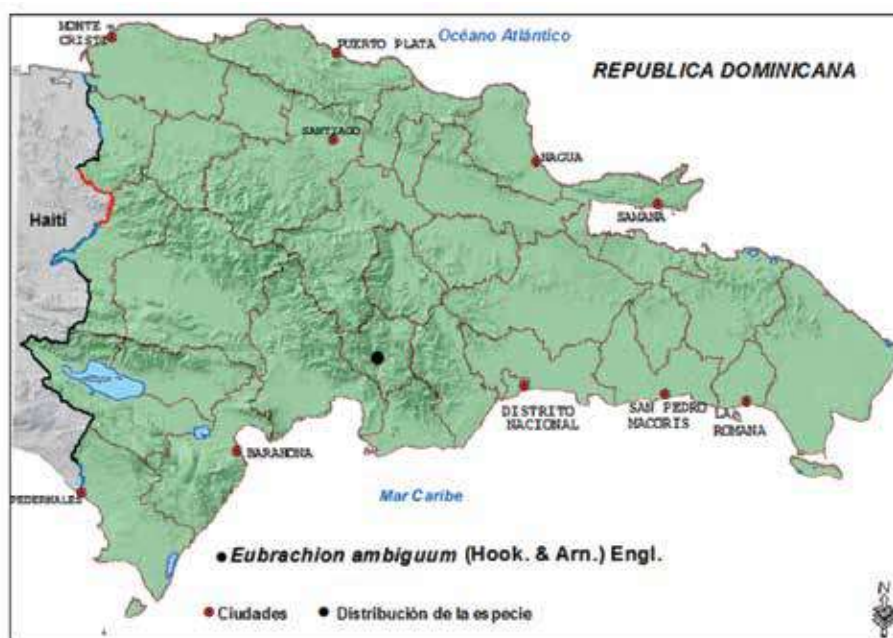 MONTE
CRISTI
PUERTO PLATA
Océano Atlántico
REPUBLICA DOMINICANA
SANTIAGO
NAGUA
SAMANA
Haití
DISTRITO
NACIONAL
SAN PEDRO
MACORIS
LA
ROMANA
BARAHONA
PEDERNALES
Mar Caribe
Eubrachion ambiguum (Hook. & Arn.) Engl.
Ciudades
Distribución de la especie
N